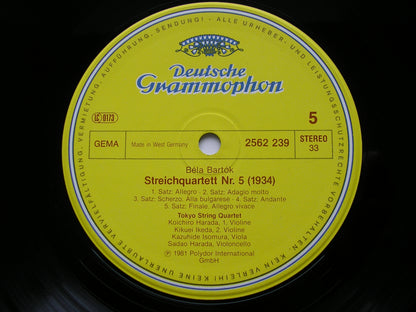 VERMIETUNG, AUFFÜHRUNG, SENDUNG! - ALLE URHEBER- UND LEISTUNGSSCHUTZRECHTE VORBEHALTEN.
KEIN VERLEIH! KEINE UNERLAUBTE VERVIELFÄLTIGUNG,
Deutsche
Grammophon
LC 0173
5
GEMA
Made in West Germany
2562 239
STEREO
33
Béla Bartók
Streichquartett Nr. 5 (1934)
1. Satz: Allegro · 2. Satz: Adagio molto
3. Satz: Scherzo. Alla bulgarese · 4. Satz: Andante
5. Satz: Finale. Allegro vivace
Tokyo String Quartet
Koichiro Harada, 1. Violine
Kikuei Ikeda, 2. Violine
Kazuhide Isomura, Viola
Sadao Harada, Violoncello
℗ 1981 Polydor International
GmbH